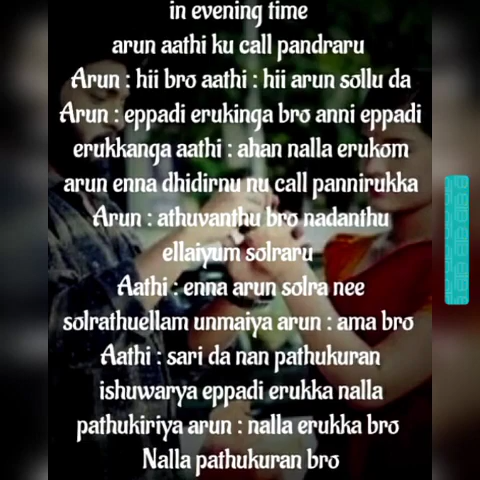 in evening time
arun aathi ku call pandraru
Arun : hii bro aathi : hii arun sollu da
Arun : eppadi erukinga bro anni eppadi
erukkanga aathi : ahan nalla erukom
arun enna dhidirnu nu call pannirukka
Arun : athuvanthu bro nadanthu
ellaiyum solraru
Aathi : enna arun solra nee
solrathuellam unmaiya arun : ama bro
Aathi : sari da nan pathukuran
ishuwarya eppadi erukka nalla
pathukiriya arun : nalla erukka bro
Nalla pathukuran bro